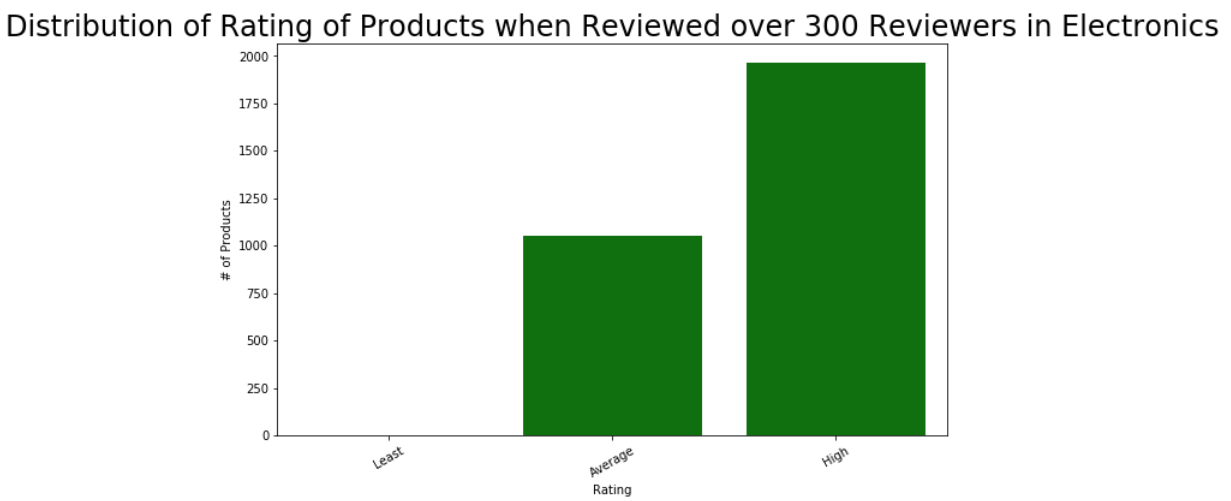 Distribution of Rating of Products when Reviewed over 300 Reviewers in Electronics
2000
1750
1500
1250
1000
750
500
250
0
# of Products
Least
Average
High
Rating